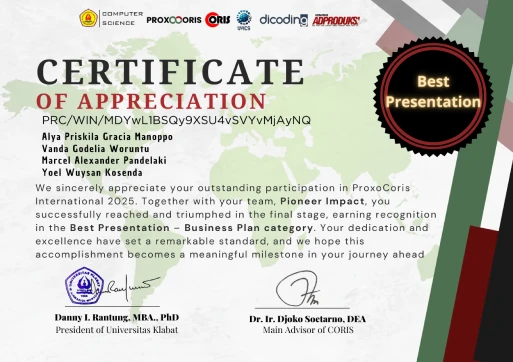 COMPUTER
SCIENCE
PROXOCORIS
CORIS
dicoding
ADPRODUKS
CERTIFICATE
OF APPRECIATION
PRC/WIN/MDYwL1BSQy9XSU4vSVYvMjAyNQ
Alya Priskila Gracia Manoppo
Vanda Godelia Woruntu
Marcel Alexander Pandelaki
Yoel Wuysan Kosenda
We sincerely appreciate your outstanding participation in ProxoCoris
International 2025. Together with your team, Pioneer Impact, you
successfully reached and triumphed in the final stage, earning recognition
in the Best Presentation – Business Plan category. Your dedication and
excellence have set a remarkable standard, and we hope this
accomplishment becomes a meaningful milestone in your journey ahead
Best
Presentation
Danny I. Rantung, MBA., PhD
President of Universitas Klabat
Dr. Ir. Djoko Soetarno, DEA
Main Advisor of CORIS